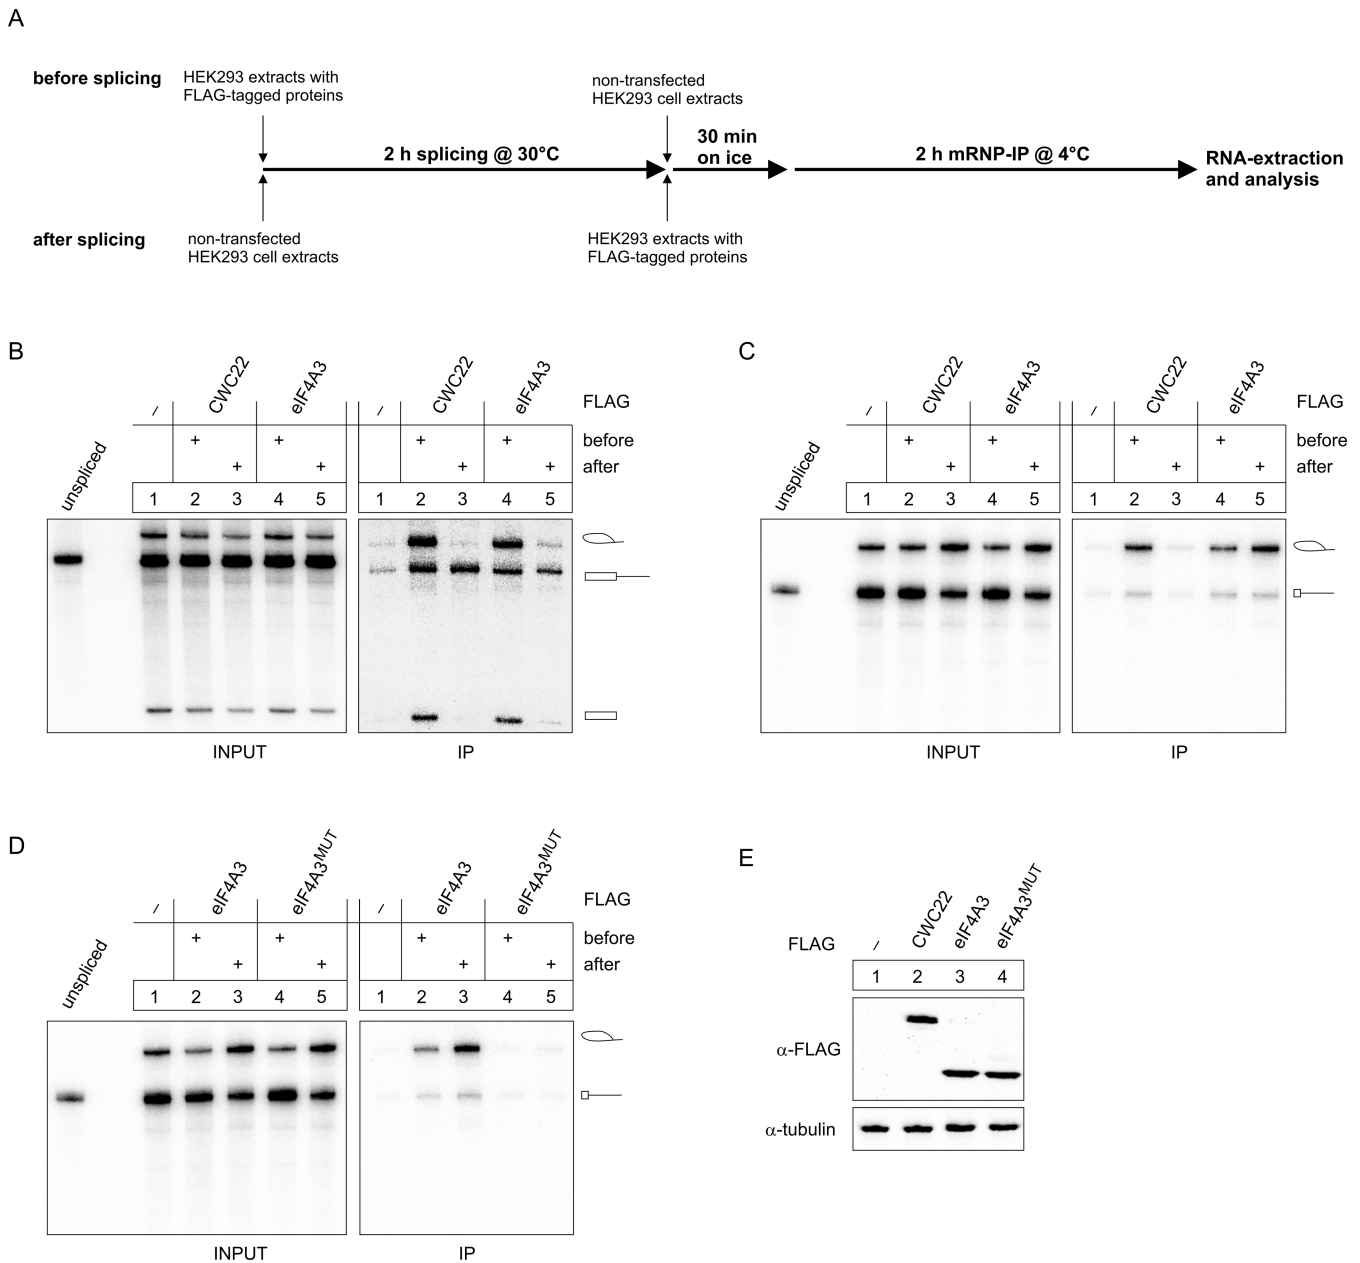 A
before splicing
HEK293 extracts with
FLAG-tagged proteins
non-transfected
HEK293 cell extracts
2 h splicing @ 30°C
30 min
on ice
2 h mRNP-IP @ 4°C
RNA-extraction
and analysis
after splicing
non-transfected
HEK293 cell extracts
HEK293 extracts with
FLAG-tagged proteins
B
unspliced
/ CWC22 eIF4A3 / CWC22 eIF4A3 FLAG
+ + + + before
+ + + + after
1 2 3 4 5 1 2 3 4 5
INPUT IP
C
unspliced
/ CWC22 eIF4A3 / CWC22 eIF4A3 FLAG
+ + + + before
+ + + + after
1 2 3 4 5 1 2 3 4 5
INPUT IP
D
unspliced
/ eIF4A3 eIF4A3MUT / eIF4A3 eIF4A3MUT FLAG
+ + + + before
+ + + + after
1 2 3 4 5 1 2 3 4 5
INPUT IP
E
FLAG / CWC22 eIF4A3 eIF4A3MUT
1 2 3 4
α-FLAG
α-tubulin